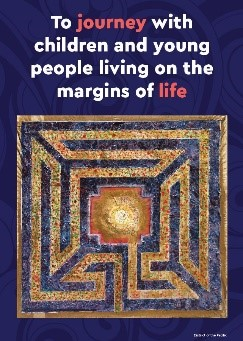 To journey with
children and young
people living on the
margins of life